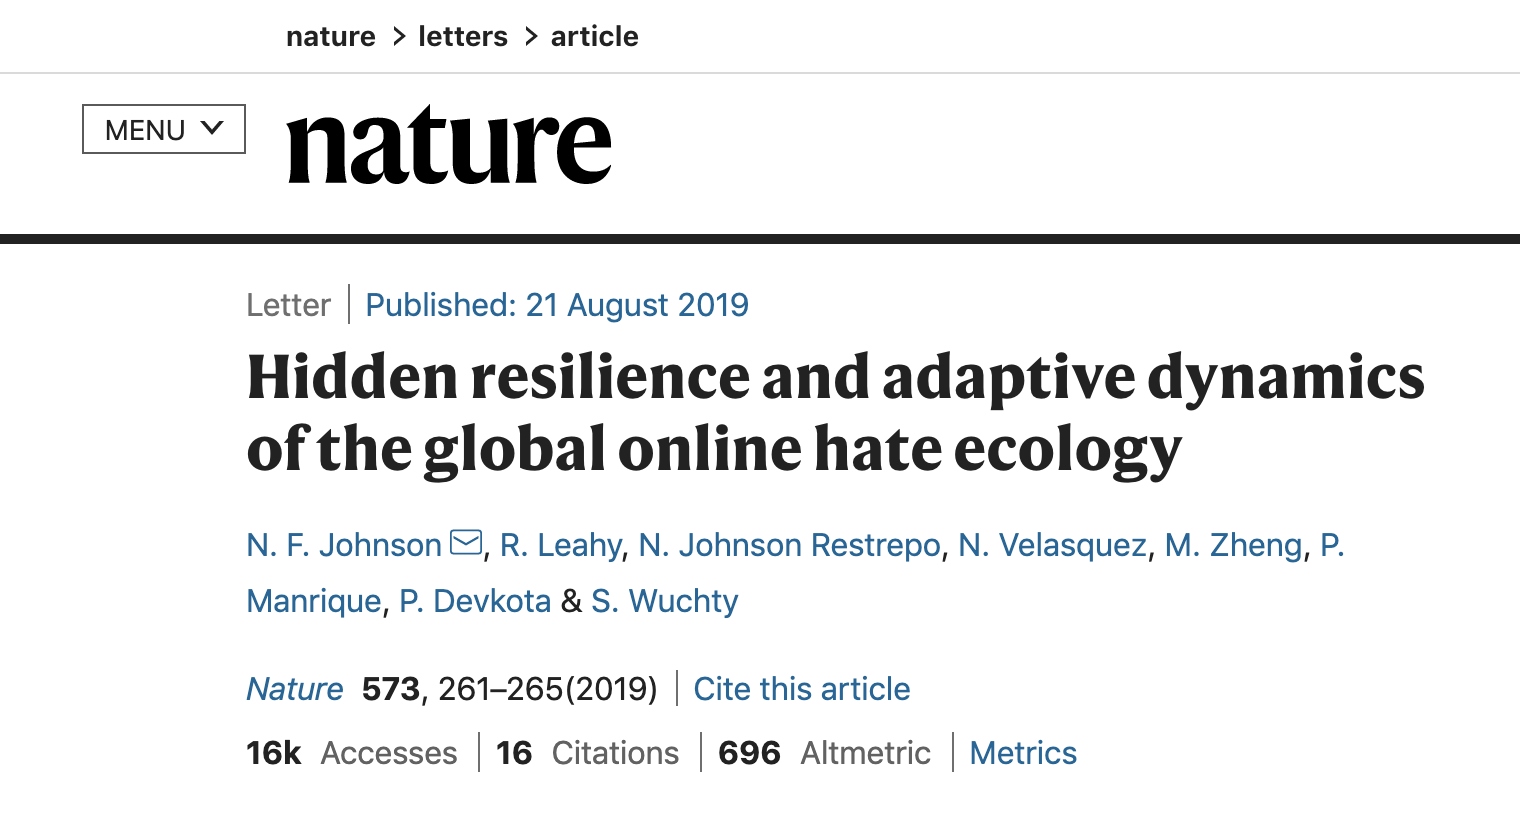 nature > letters > article
MENU
nature
Letter | Published: 21 August 2019
Hidden resilience and adaptive dynamics
of the global online hate ecology
N. F. Johnson, R. Leahy, N. Johnson Restrepo, N. Velasquez, M. Zheng, P.
Manrique, P. Devkota & S. Wuchty
Nature 573, 261–265(2019) | Cite this article
16k Accesses | 16 Citations | 696 Altmetric | Metrics